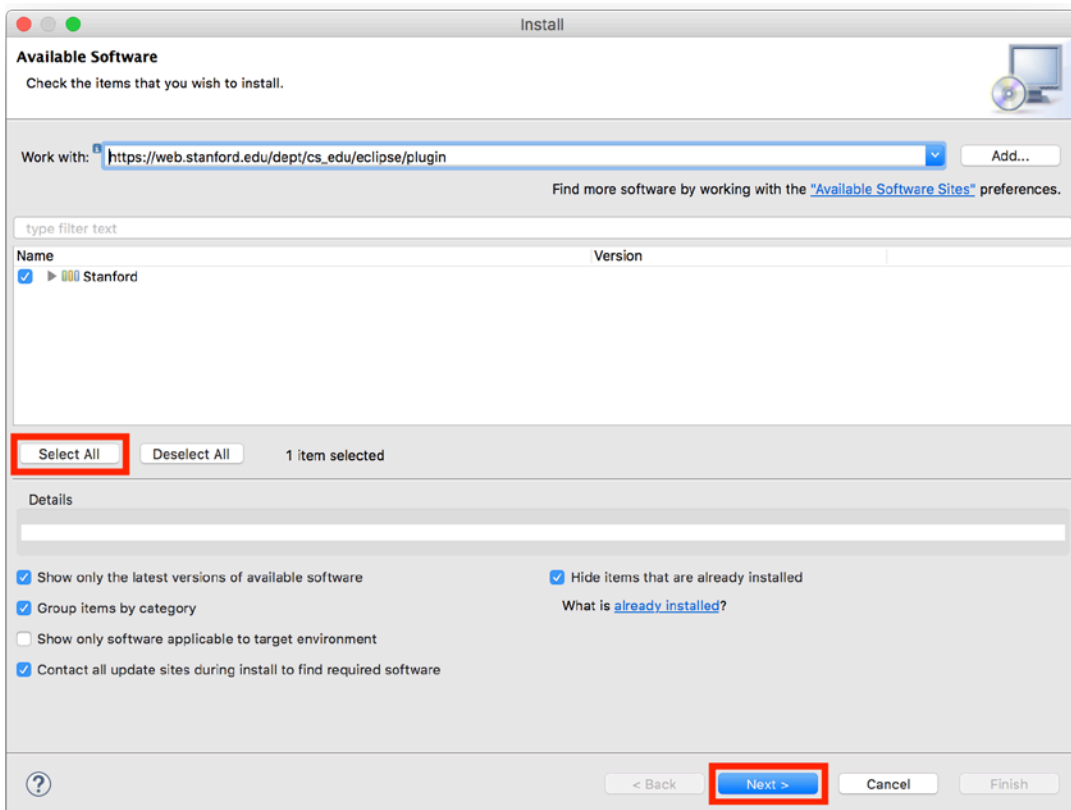 Install
Available Software
Check the items that you wish to install.
Work with: https://web.stanford.edu/dept/cs_edu/eclipse/plugin Add...
Find more software by working with the "Available Software Sites" preferences.
type filter text
Name Version
Stanford
Select All Deselect All 1 item selected
Details
Show only the latest versions of available software Hide items that are already installed
Group items by category What is already installed?
Show only software applicable to target environment
Contact all update sites during install to find required software
? < Back Next > Cancel Finish